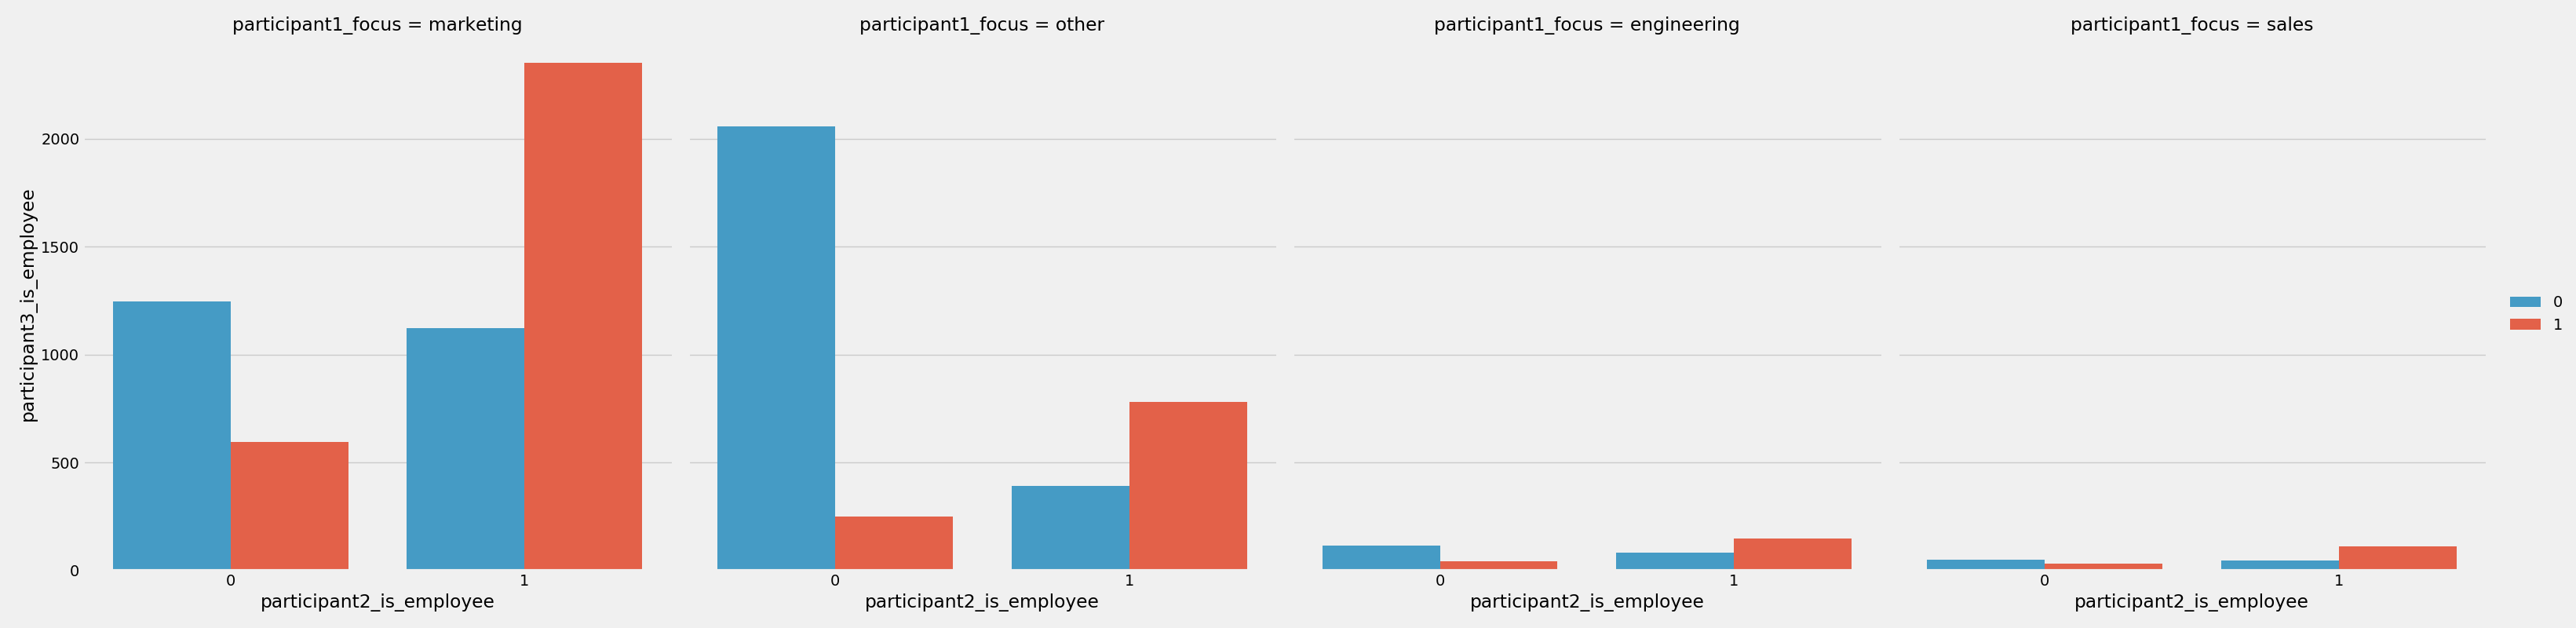 participant1_focus = marketing
participant1_focus = other
participant1_focus = engineering
participant1_focus = sales
participant3_is_employee
2000
1500
1000
500
0
0 1
0 1
0 1
0 1
participant2_is_employee
participant2_is_employee
participant2_is_employee
participant2_is_employee
0
1